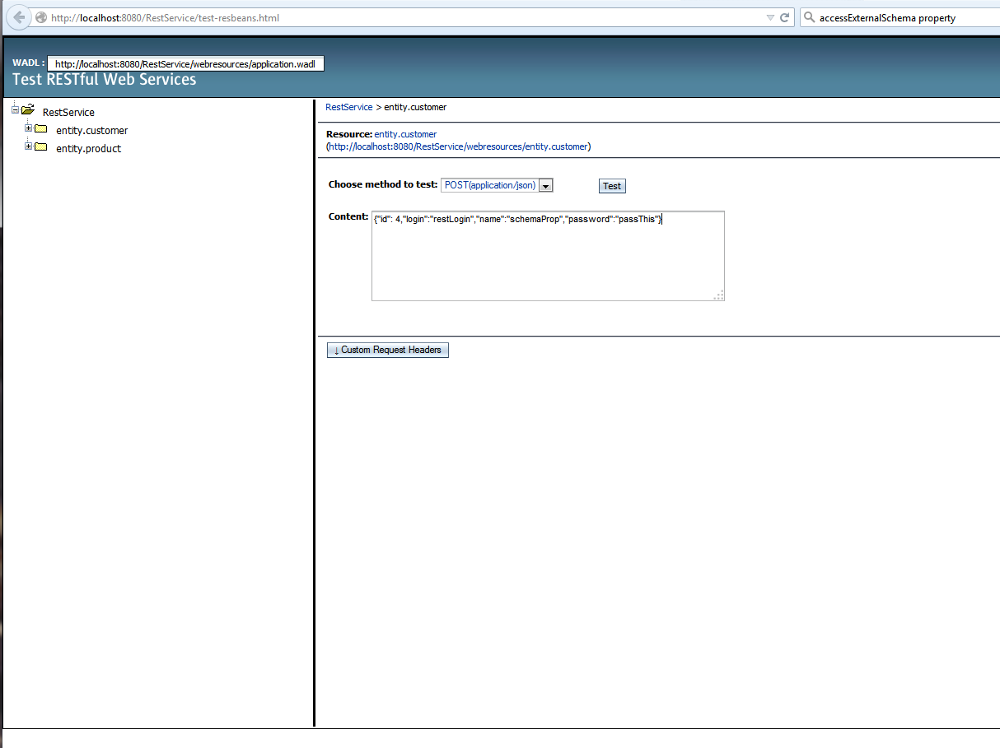 http://localhost:8080/RestService/test-resbeans.html
accessExternalSchema property
WADL : http://localhost:8080/RestService/webresources/application.wadl
Test RESTful Web Services
RestService
entity.customer
entity.product
RestService > entity.customer
Resource: entity.customer
(http://localhost:8080/RestService/webresources/entity.customer)
Choose method to test: POST(application/json) Test
Content: {"id": 4,"login":"restLogin","name":"schemaProp","password":"passThis"}
↓ Custom Request Headers